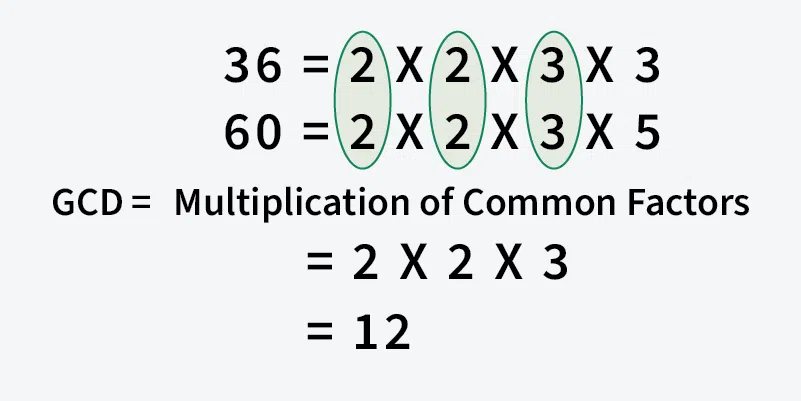 36 = 2 X 2 X 3 X 3
60 = 2 X 2 X 3 X 5
GCD = Multiplication of Common Factors
= 2 X 2 X 3
= 12